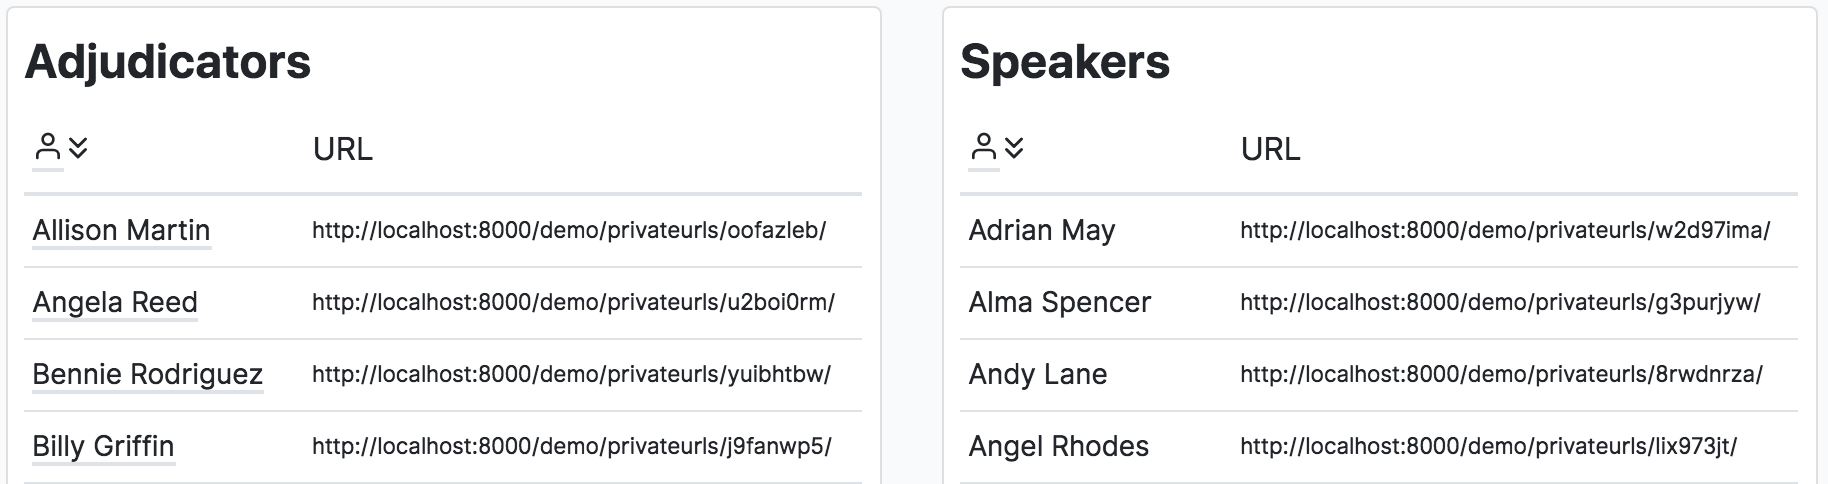 Adjudicators
URL
Allison Martin http://localhost:8000/demo/privateurls/oofazleb/
Angela Reed http://localhost:8000/demo/privateurls/u2boi0rm/
Bennie Rodriguez http://localhost:8000/demo/privateurls/yuibhtbw/
Billy Griffin http://localhost:8000/demo/privateurls/j9fanwp5/
Speakers
URL
Adrian May http://localhost:8000/demo/privateurls/w2d97ima/
Alma Spencer http://localhost:8000/demo/privateurls/g3purjyw/
Andy Lane http://localhost:8000/demo/privateurls/8rwdnrza/
Angel Rhodes http://localhost:8000/demo/privateurls/lix973jt/